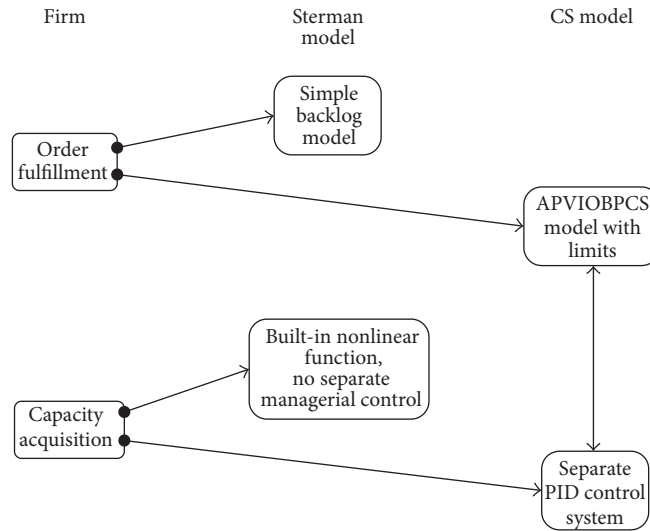 Firm
Sterman
model
CS model
Simple
backlog
model
Order
fulfillment
APVIOBPCS
model with
limits
Built-in nonlinear
function,
no separate
managerial control
Capacity
acquisition
Separate
PID control
system